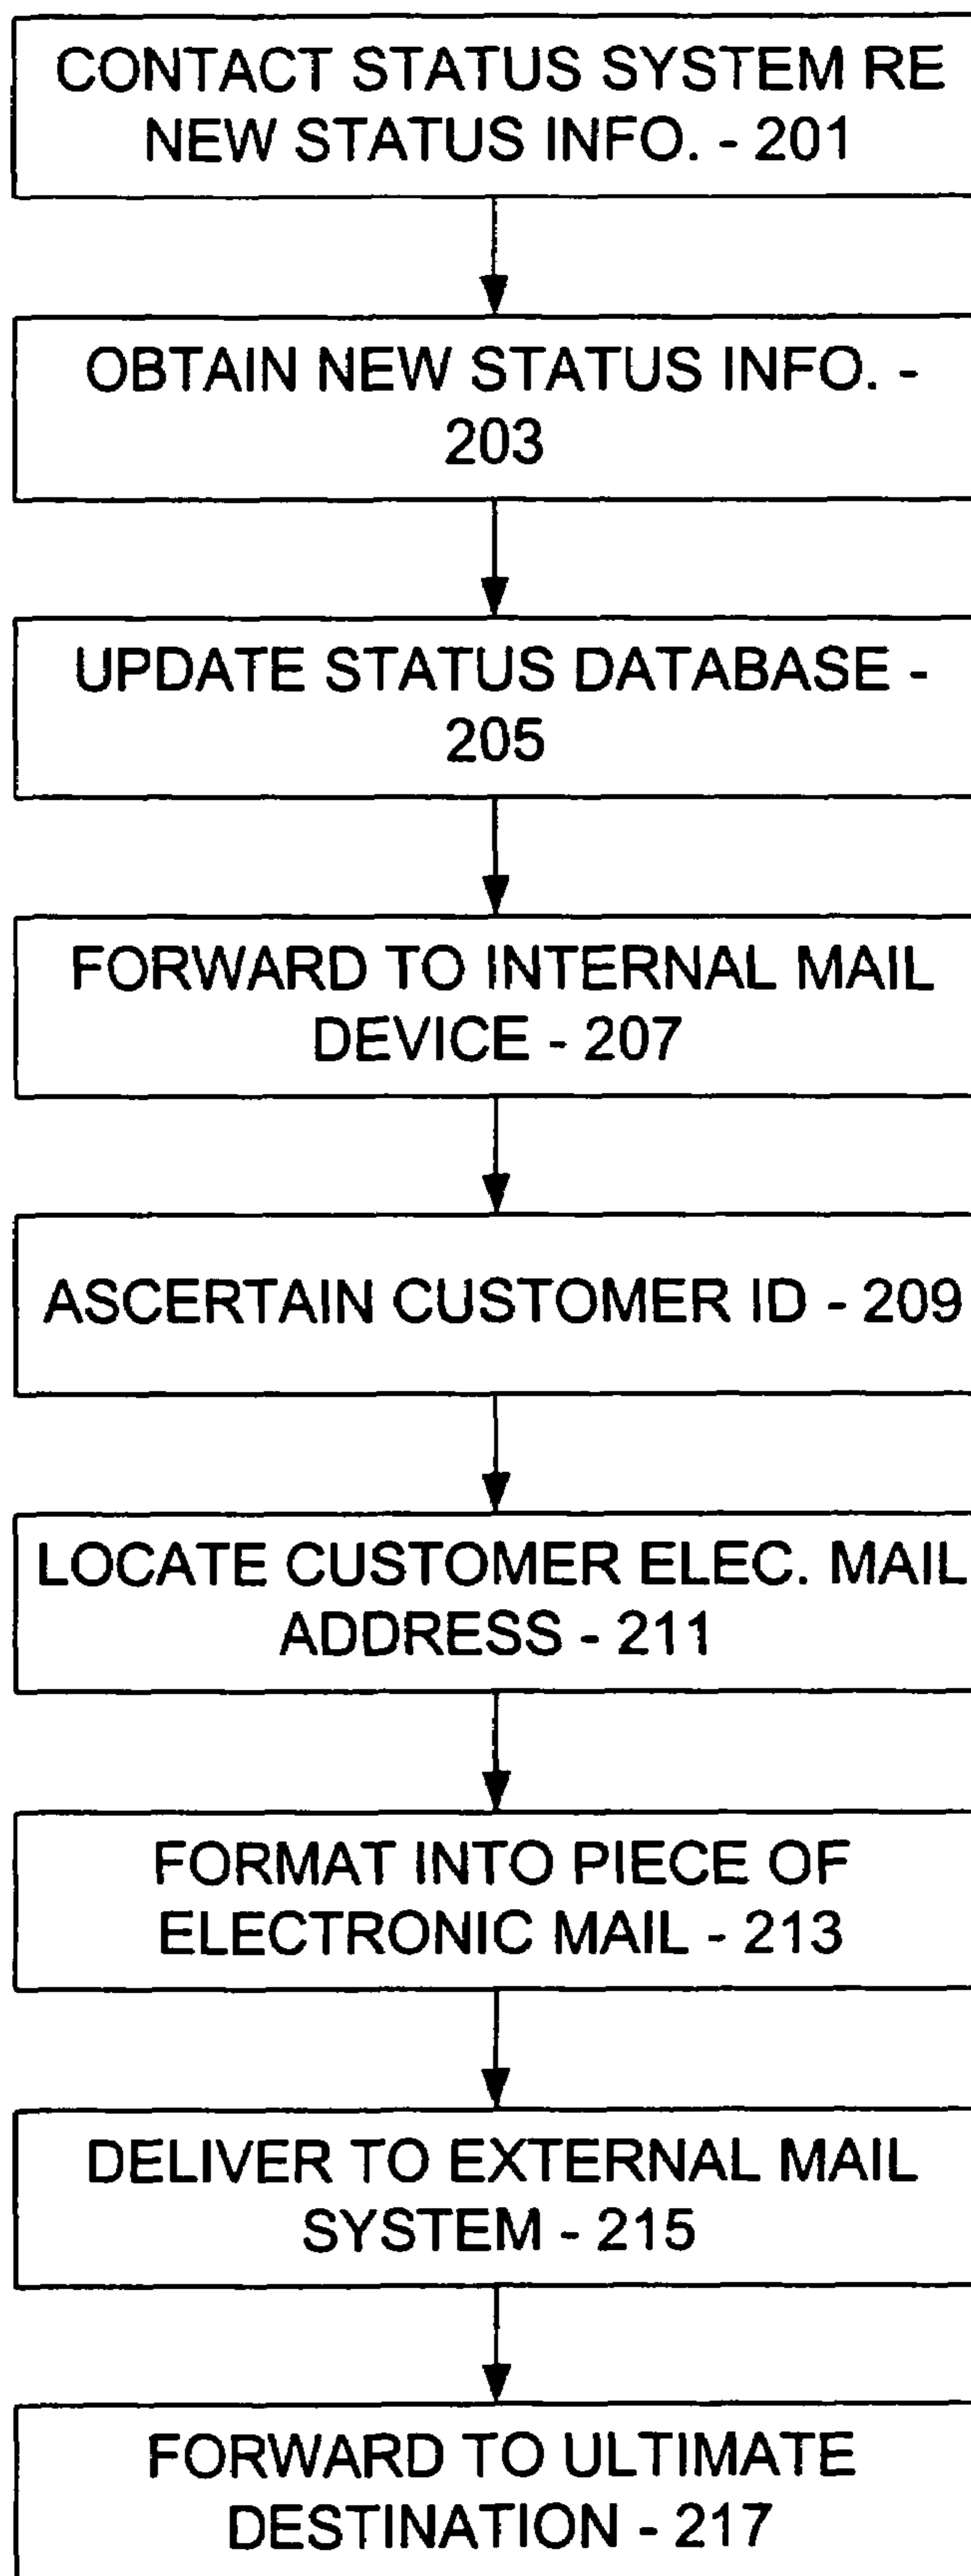 CONTACT STATUS SYSTEM RE
NEW STATUS INFO. - 201
OBTAIN NEW STATUS INFO. -
203
UPDATE STATUS DATABASE -
205
FORWARD TO INTERNAL MAIL
DEVICE - 207
ASCERTAIN CUSTOMER ID - 209
LOCATE CUSTOMER ELEC. MAIL
ADDRESS - 211
FORMAT INTO PIECE OF
ELECTRONIC MAIL - 213
DELIVER TO EXTERNAL MAIL
SYSTEM - 215
FORWARD TO ULTIMATE
DESTINATION - 217